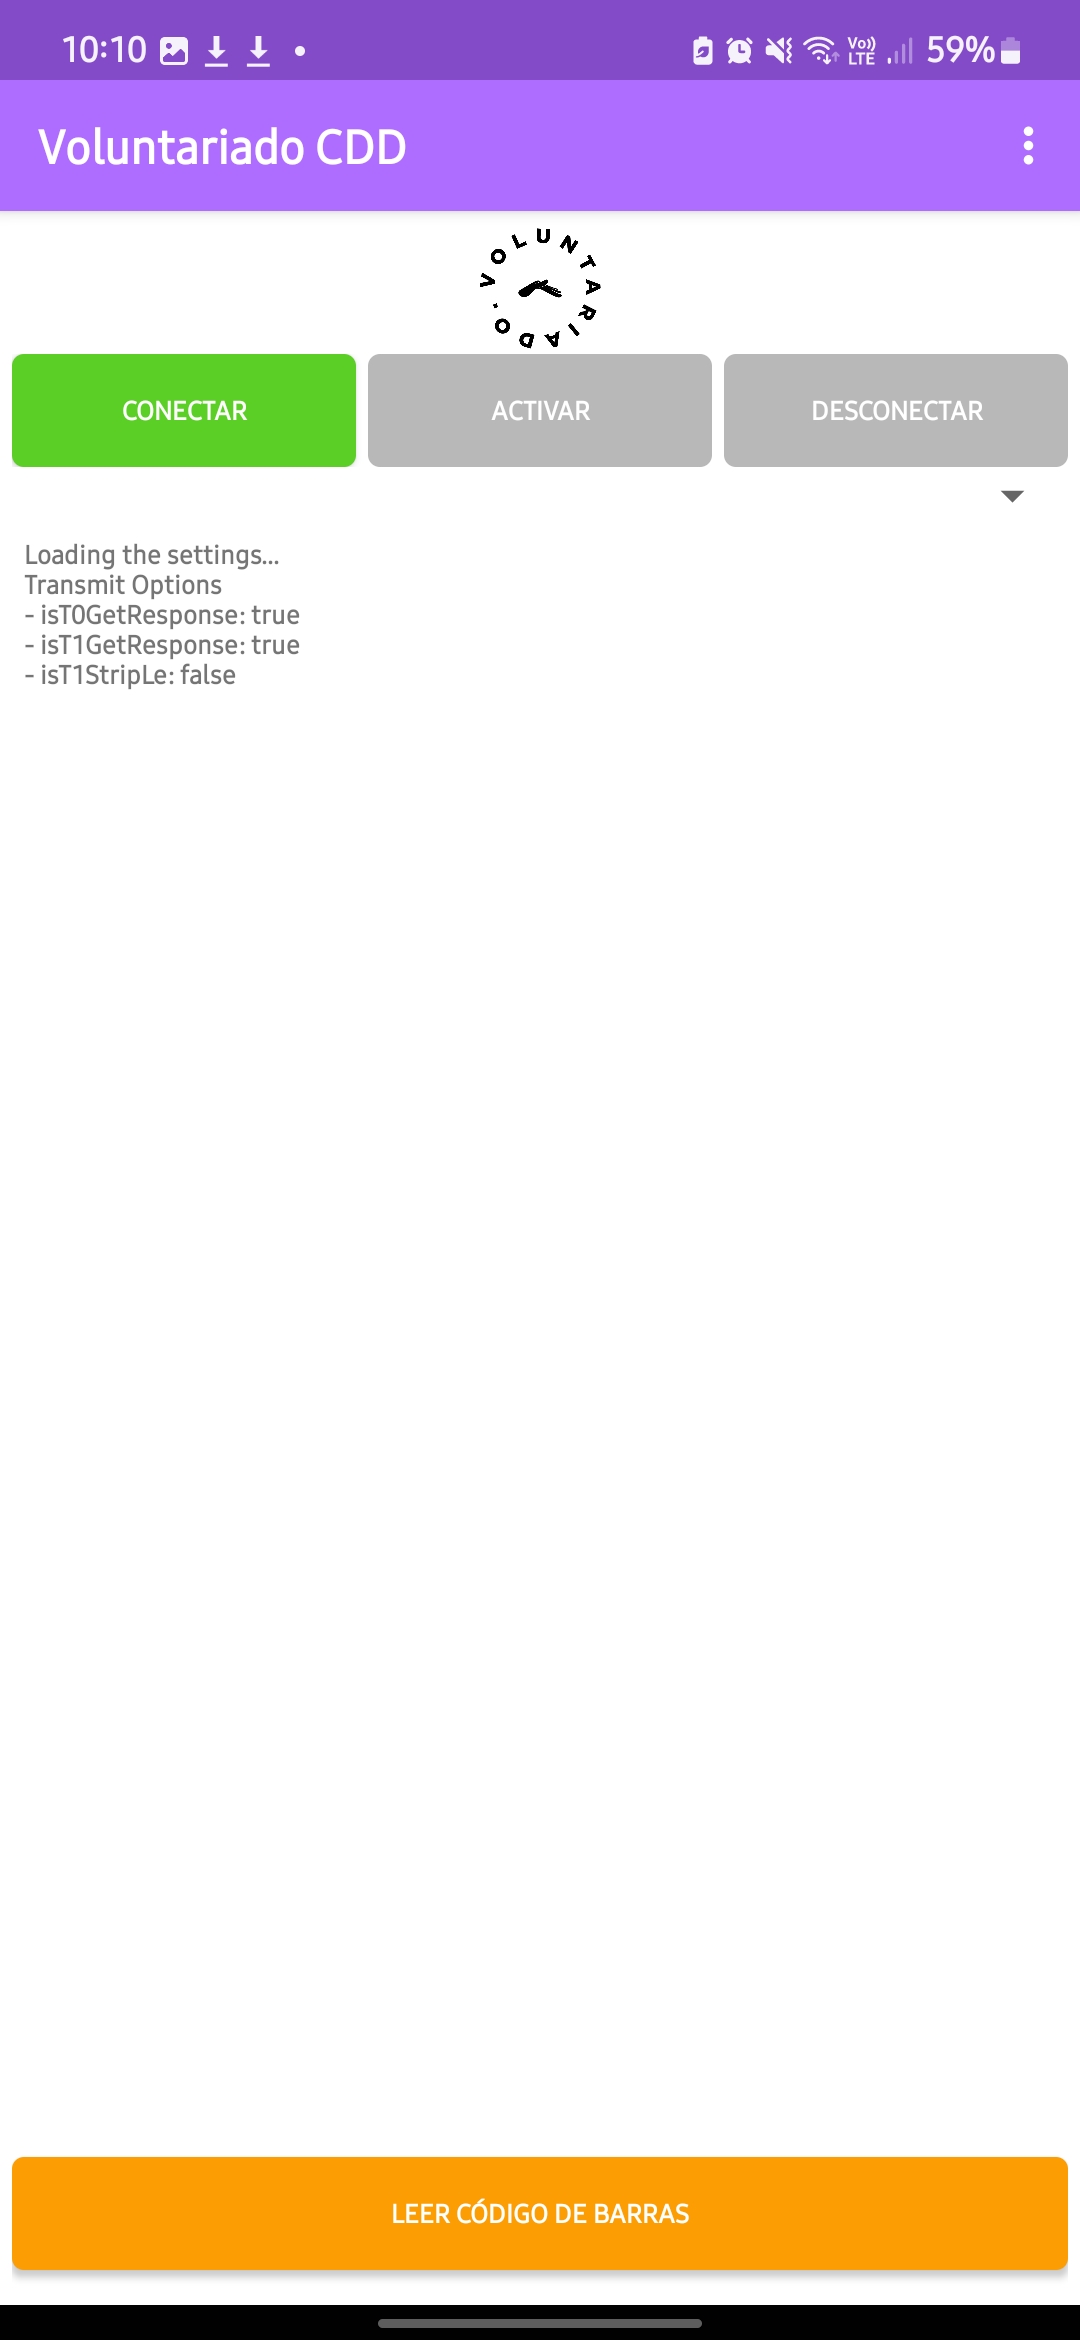 10:10
Vo)) LTE
59%
Voluntariado CDD
VOLUNTARIADO
CONECTAR
ACTIVAR
DESCONECTAR
Loading the settings...
Transmit Options
- isT0GetResponse: true
- isT1GetResponse: true
- isT1StripLe: false
LEER CÓDIGO DE BARRAS